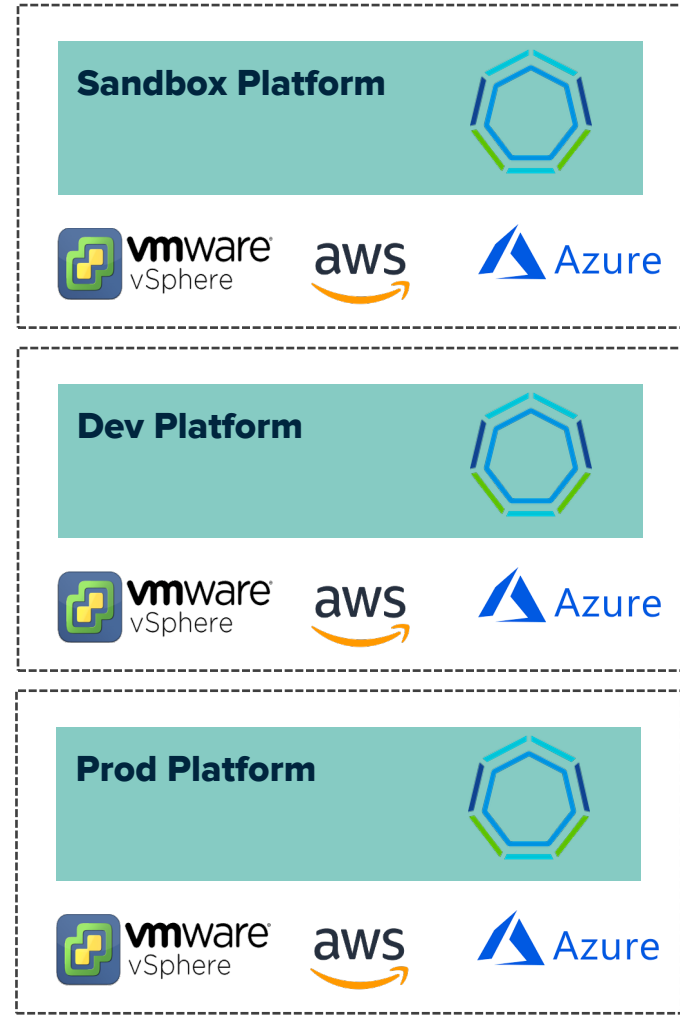 Sandbox Platform
vmware®
vSphere
aws
Azure
Dev Platform
vmware®
vSphere
aws
Azure
Prod Platform
vmware®
vSphere
aws
Azure